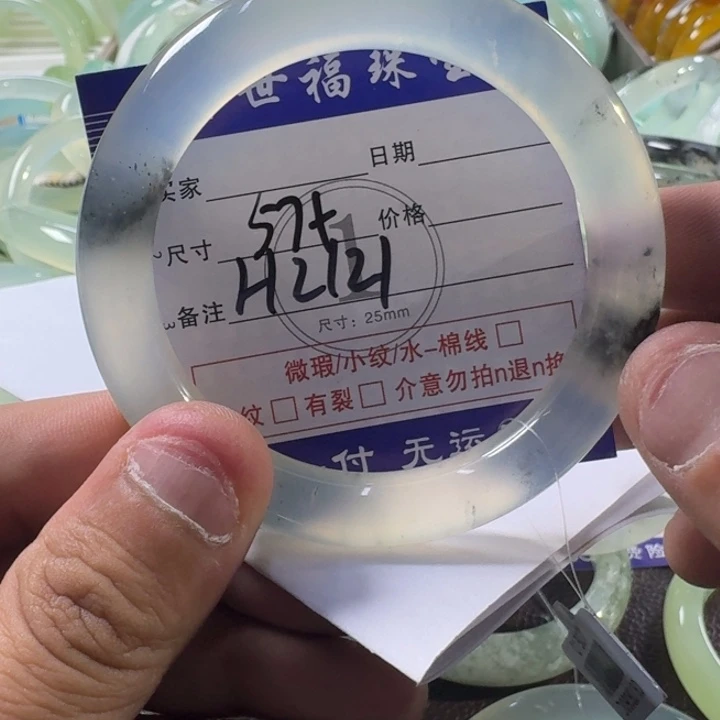 世福珠宝
日期
买家
尺寸 57+ 价格
备注 H2121
尺寸：25mm
微瑕/小纹/水-棉线 □
纹 □ 有裂 □ 介意勿拍n退n换
付 无运